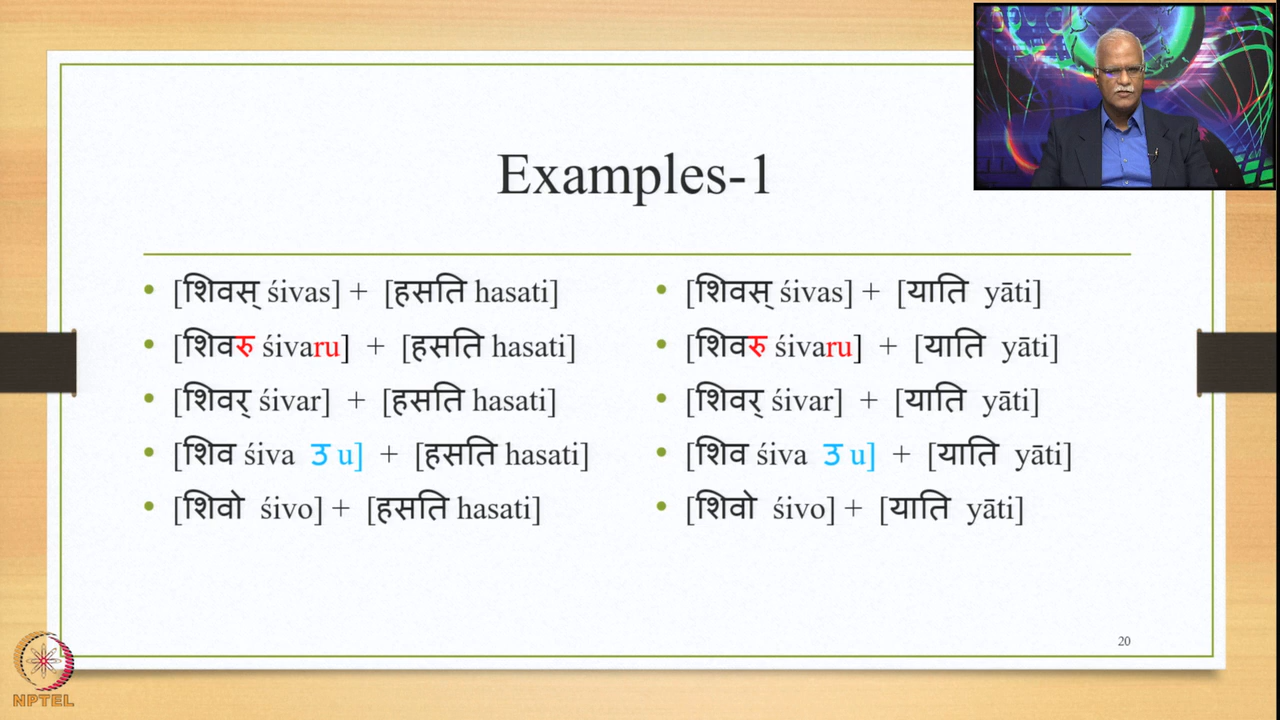 Examples-1
• [शिवस् śivas] + [हसति hasati]
• [शिवरु śivaru] + [हसति hasati]
• [शिवर् śivar] + [हसति hasati]
• [शिव śiva उ u] + [हसति hasati]
• [शिवो śivo] + [हसति hasati]
• [शिवस् śivas] + [याति yāti]
• [शिवरु śivaru] + [याति yāti]
• [शिवर् śivar] + [याति yāti]
• [शिव śiva उ u] + [याति yāti]
• [शिवो śivo] + [याति yāti]
20
NPTEL